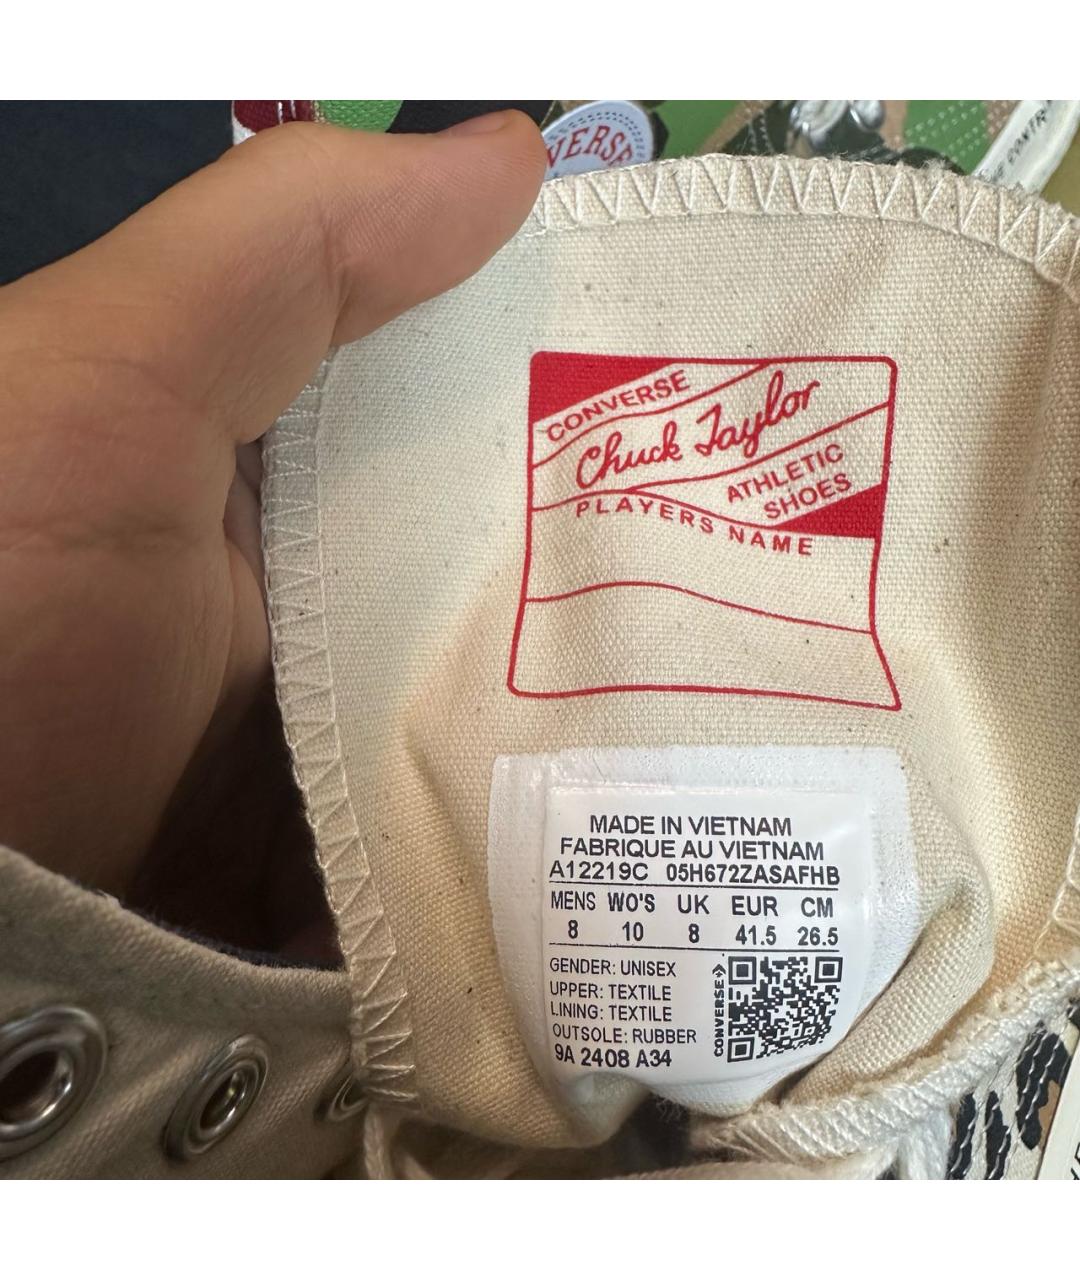 VERSE
E CONTR
CONVERSE
Chuck Taylor
ATHLETIC
SHOES
PLAYERS NAME
MADE IN VIETNAM
FABRIQUE AU VIETNAM
A12219C 05H672ZASAFHB
MENS WO'S UK EUR CM
8 10 8 41.5 26.5
GENDER: UNISEX
UPPER: TEXTILE
LINING: TEXTILE
OUTSOLE: RUBBER
9A 2408 A34
CONVERSE